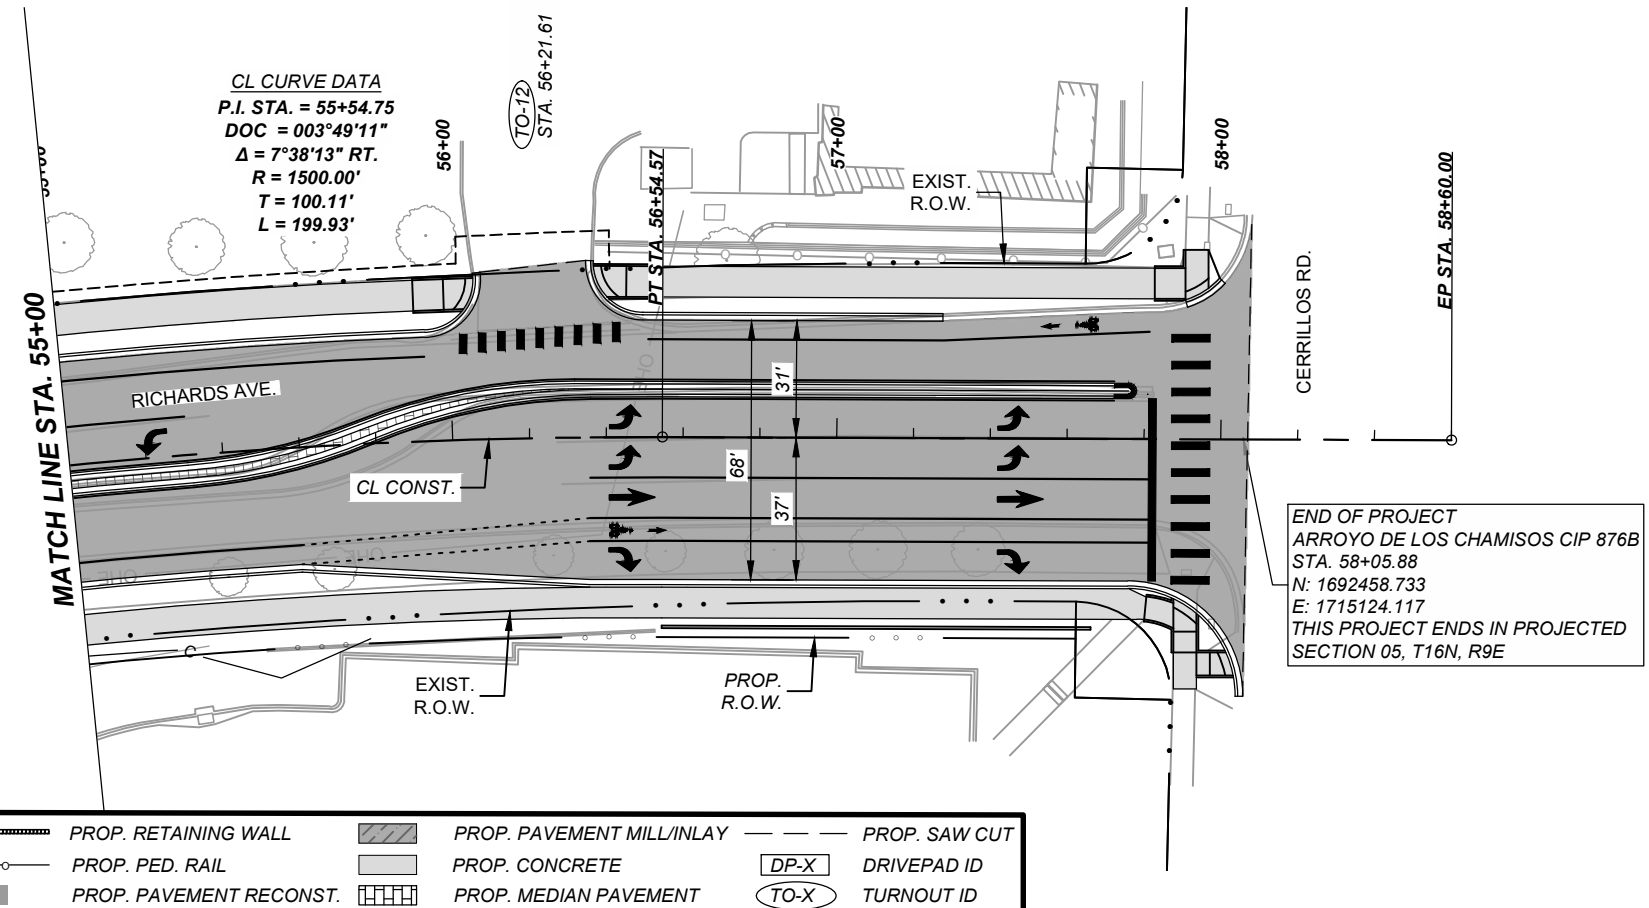 CL CURVE DATA
P.I. STA. = 55+54.75
DOC = 003°49'11"
Δ = 7°38'13" RT.
R = 1500.00'
T = 100.11'
L = 199.93'
56+00
TO-12
STA. 56+21.61
PT STA. 56+54.57
57+00
EXIST.
R.O.W.
58+00
EP STA. 58+60.00
CERRILLOS RD.
MATCH LINE STA. 55+00
RICHARDS AVE.
CL CONST.
31'
68'
37'
OHE
OHE
OHE
C
EXIST.
R.O.W.
PROP.
R.O.W.
END OF PROJECT
ARROYO DE LOS CHAMISOS CIP 876B
STA. 58+05.88
N: 1692458.733
E: 1715124.117
THIS PROJECT ENDS IN PROJECTED
SECTION 05, T16N, R9E
PROP. RETAINING WALL
PROP. PAVEMENT MILL/INLAY
PROP. SAW CUT
PROP. PED. RAIL
PROP. CONCRETE
DP-X
DRIVEPAD ID
PROP. PAVEMENT RECONST.
PROP. MEDIAN PAVEMENT
TO-X
TURNOUT ID